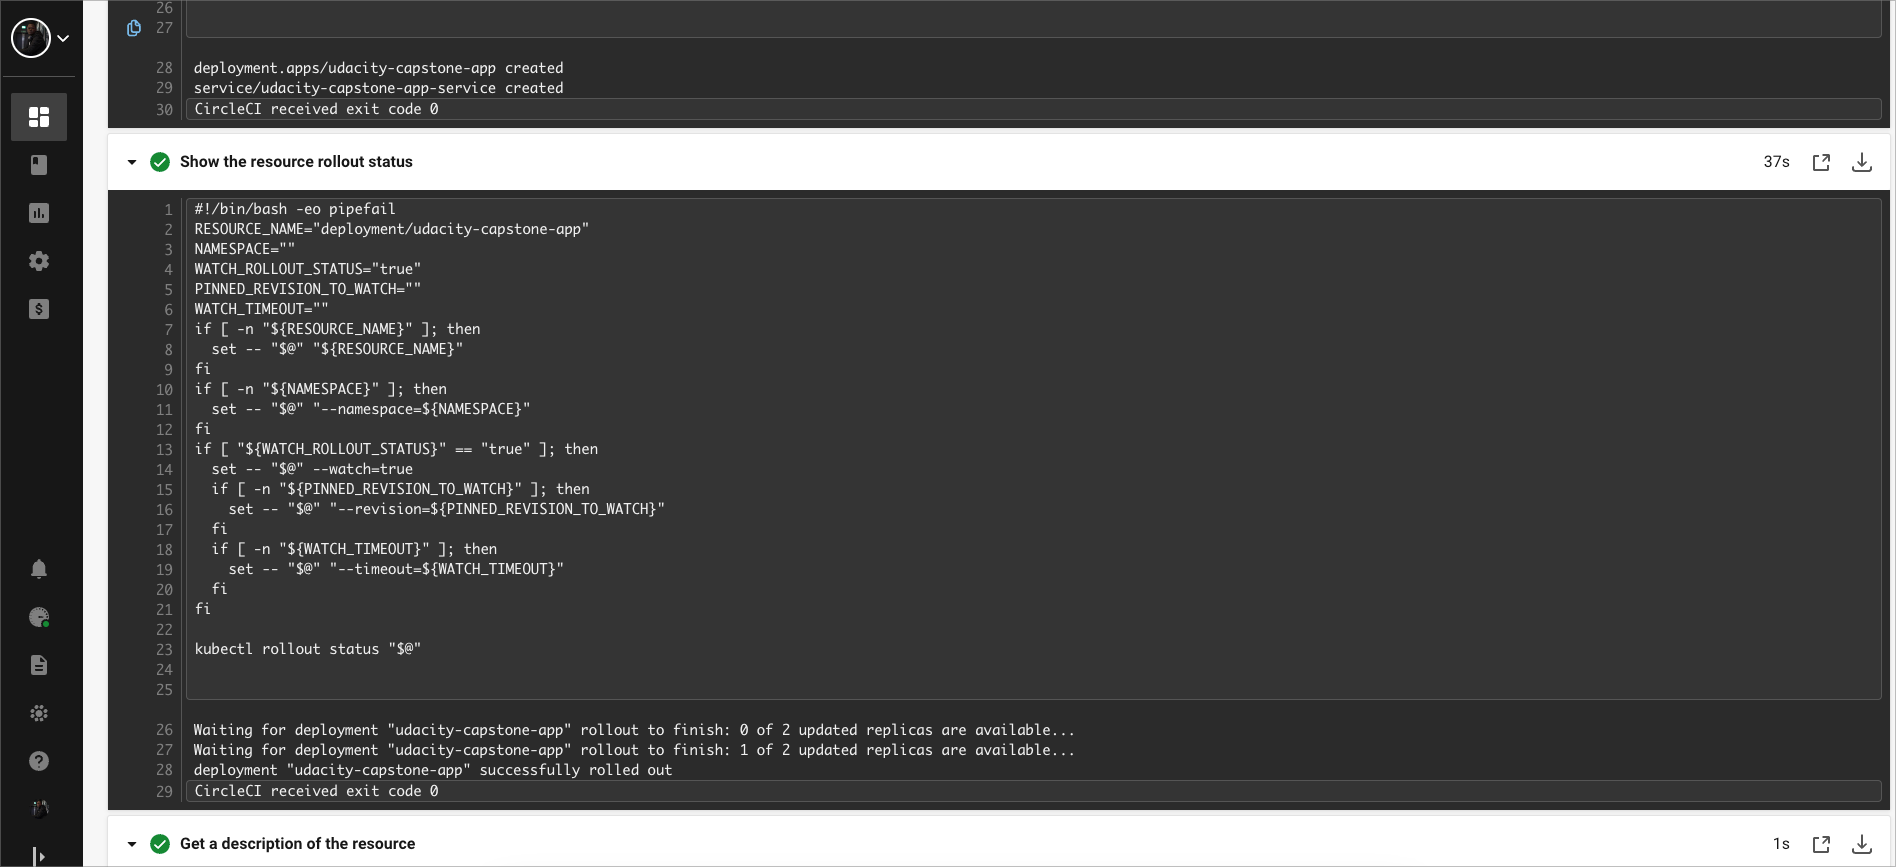 26
27
28 deployment.apps/udacity-capstone-app created
29 service/udacity-capstone-app-service created
30 CircleCI received exit code 0
Show the resource rollout status 37s
1 #!/bin/bash -eo pipefail
2 RESOURCE_NAME="deployment/udacity-capstone-app"
3 NAMESPACE=""
4 WATCH_ROLLOUT_STATUS="true"
5 PINNED_REVISION_TO_WATCH=""
6 WATCH_TIMEOUT=""
7 if [ -n "${RESOURCE_NAME}" ]; then
8   set -- "$@" "${RESOURCE_NAME}"
9 fi
10 if [ -n "${NAMESPACE}" ]; then
11   set -- "$@" "--namespace=${NAMESPACE}"
12 fi
13 if [ "${WATCH_ROLLOUT_STATUS}" == "true" ]; then
14   set -- "$@" --watch=true
15   if [ -n "${PINNED_REVISION_TO_WATCH}" ]; then
16     set -- "$@" "--revision=${PINNED_REVISION_TO_WATCH}"
17   fi
18   if [ -n "${WATCH_TIMEOUT}" ]; then
19     set -- "$@" "--timeout=${WATCH_TIMEOUT}"
20   fi
21 fi
22
23 kubectl rollout status "$@"
24
25
26 Waiting for deployment "udacity-capstone-app" rollout to finish: 0 of 2 updated replicas are available...
27 Waiting for deployment "udacity-capstone-app" rollout to finish: 1 of 2 updated replicas are available...
28 deployment "udacity-capstone-app" successfully rolled out
29 CircleCI received exit code 0
Get a description of the resource 1s